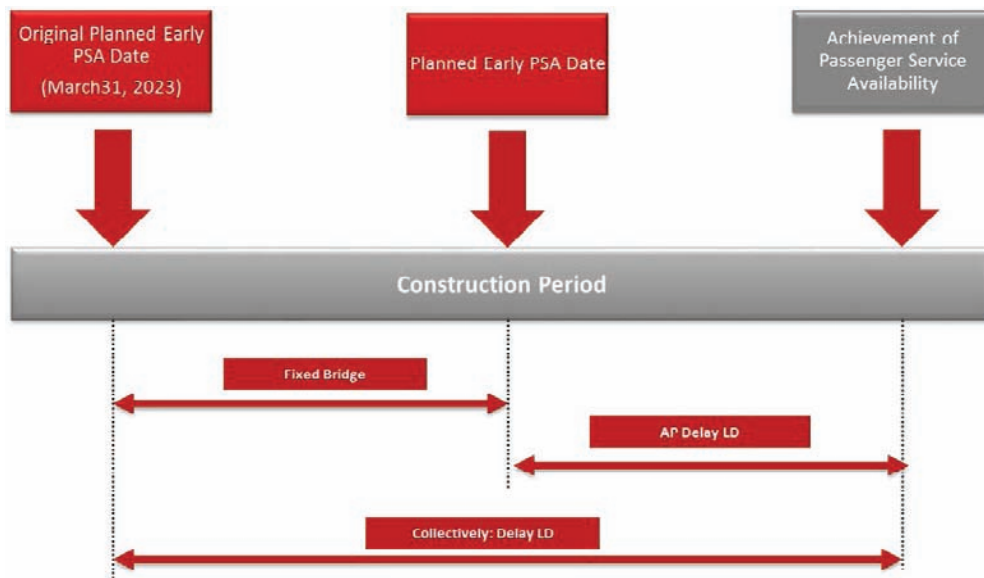 Original Planned Early
PSA Date
(March31, 2023)
Planned Early PSA Date
Achievement of
Passenger Service
Availability
Construction Period
Fixed Bridge
AP Delay LD
Collectively: Delay LD